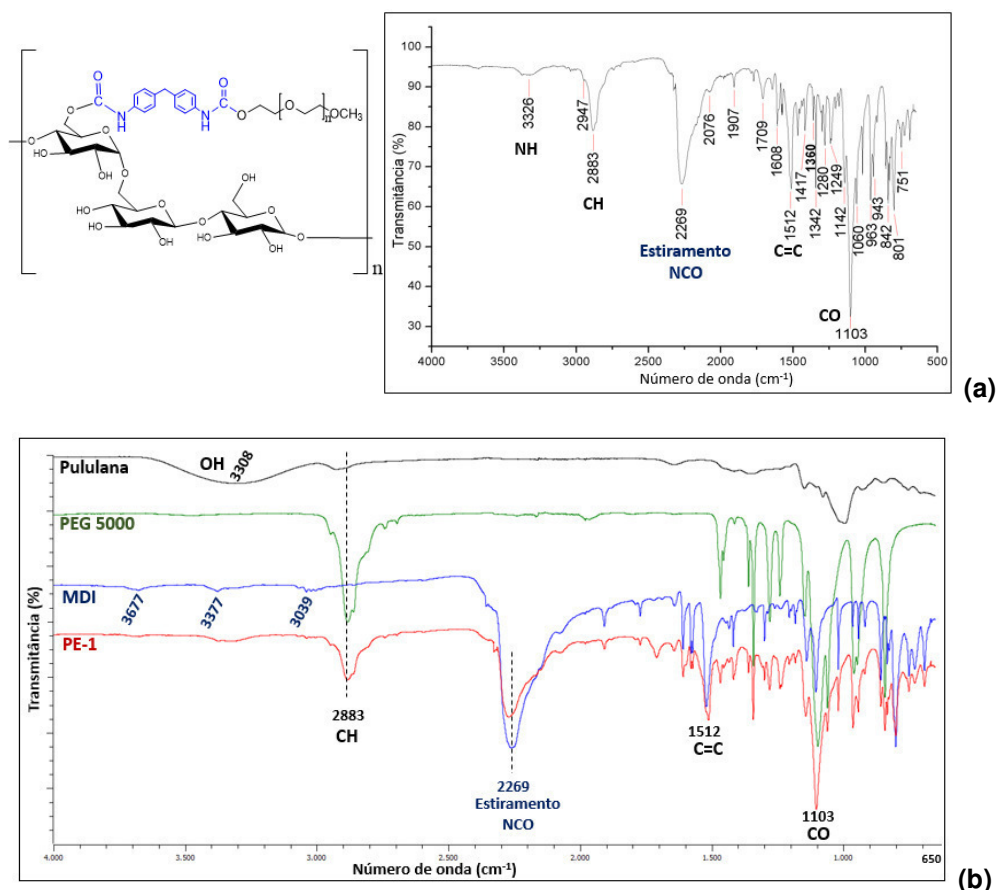 O
O
N
H
H
N
O
O
O
n
OCH₃
O
O
HO
OH
O
O
HO
HO
OH
O
HO
O
HO
OH
O
n
Transmitância (%)
100
90
80
70
60
50
40
30
3326
NH
2947
2883
CH
2269
Estiramento
NCO
2076
1907
1709
1608
1512
C=C
1417
1360
1342
1280
1249
1142
1103
CO
1060
963
943
842
801
751
4000 3500 3000 2500 2000 1500 1000 500
Número de onda (cm⁻¹)
(a)
Transmitância (%)
Pululana
OH
3308
PEG 5000
MDI
3677
3377
3039
PE-1
2883
CH
2269
Estiramento
NCO
1512
C=C
1103
CO
4.000 3.500 3.000 2.500 2.000 1.500 1.000 650
Número de onda (cm⁻¹)
(b)